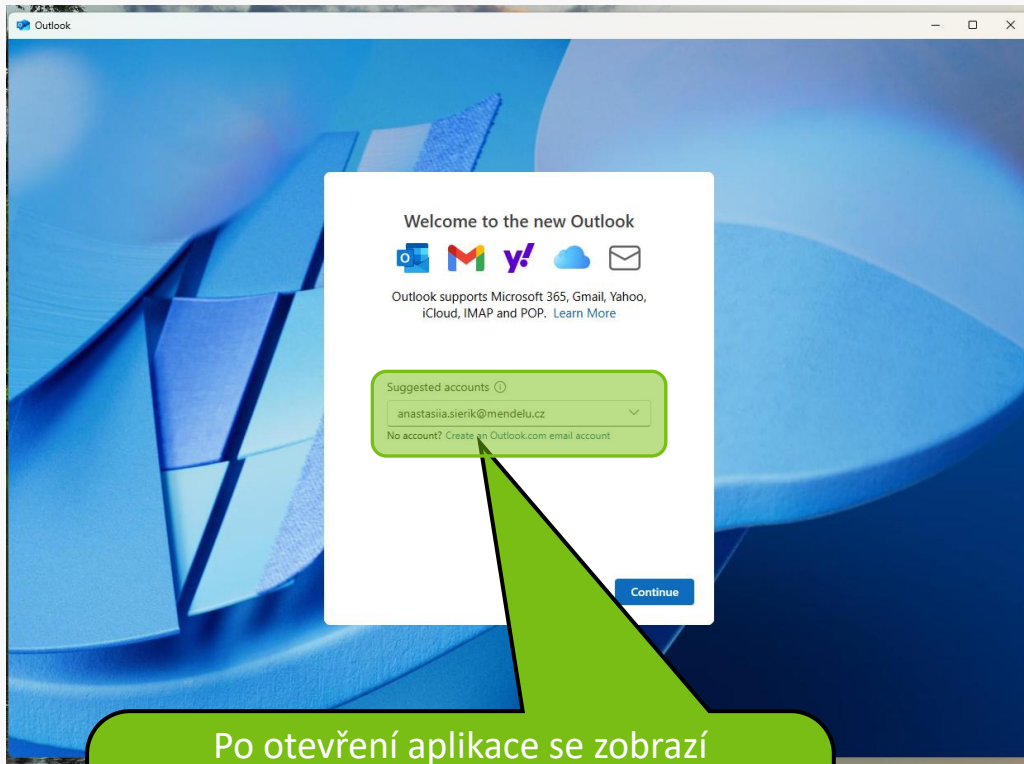 Outlook
Welcome to the new Outlook
Outlook supports Microsoft 365, Gmail, Yahoo,
iCloud, IMAP and POP. Learn More
Suggested accounts
anastasiia.sierik@mendelu.cz
No account? Create an Outlook.com email account
Continue
Po otevření aplikace se zobrazí